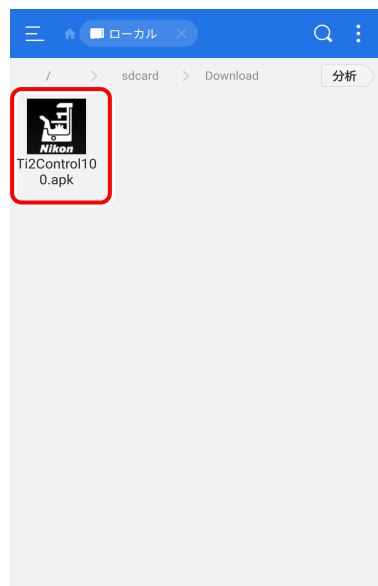 ローカル
/ > sdcard > Download 分析
Nikon
Ti2Control10
0.apk